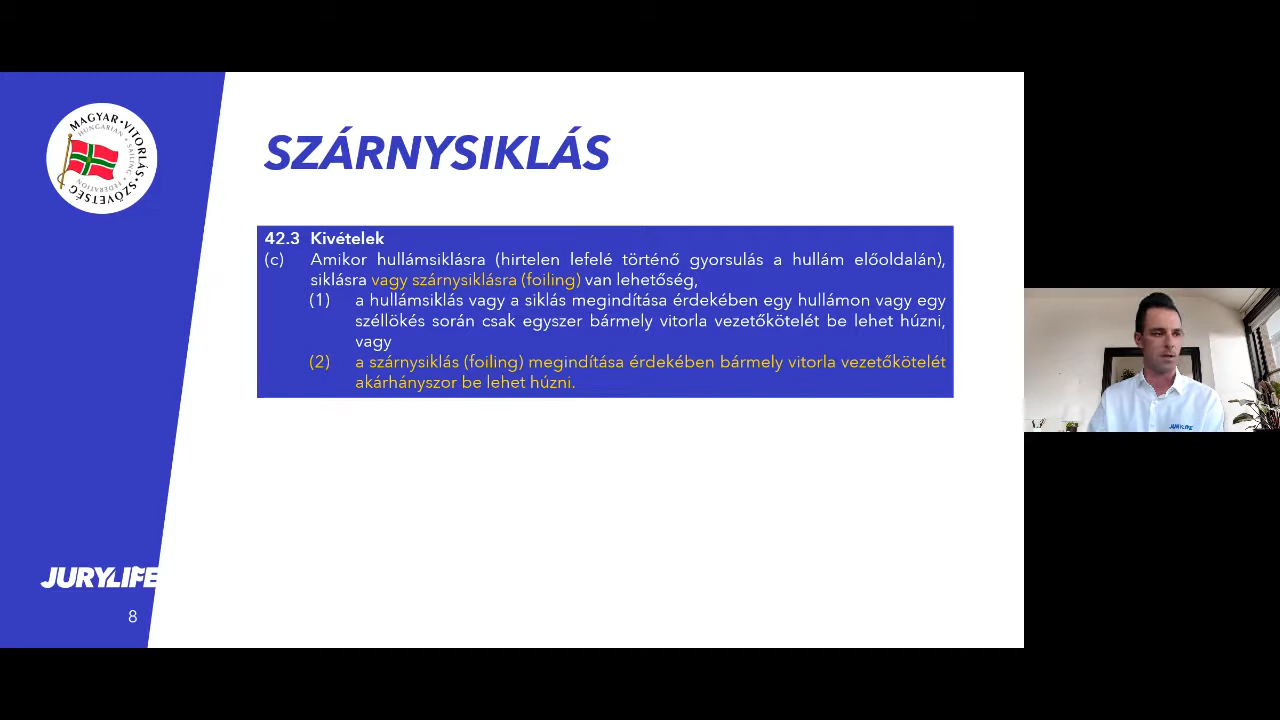 MAGYAR • VITORLÁS • SZÖVETSÉG
HUNGARIAN • SAILING • FEDERATION
SZÁRNYSIKLÁS
42.3 Kivételek
(c) Amikor hullámsiklásra (hirtelen lefelé történő gyorsulás a hullám előoldalán),
siklásra vagy szárnysiklásra (foiling) van lehetőség,
(1) a hullámsiklás vagy a siklás megindítása érdekében egy hullámon vagy egy
széllökés során csak egyszer bármely vitorla vezetőkötelét be lehet húzni,
vagy
(2) a szárnysiklás (foiling) megindítása érdekében bármely vitorla vezetőkötelét
akárhányszor be lehet húzni.
JURYLIFE
JURYLIFE
8